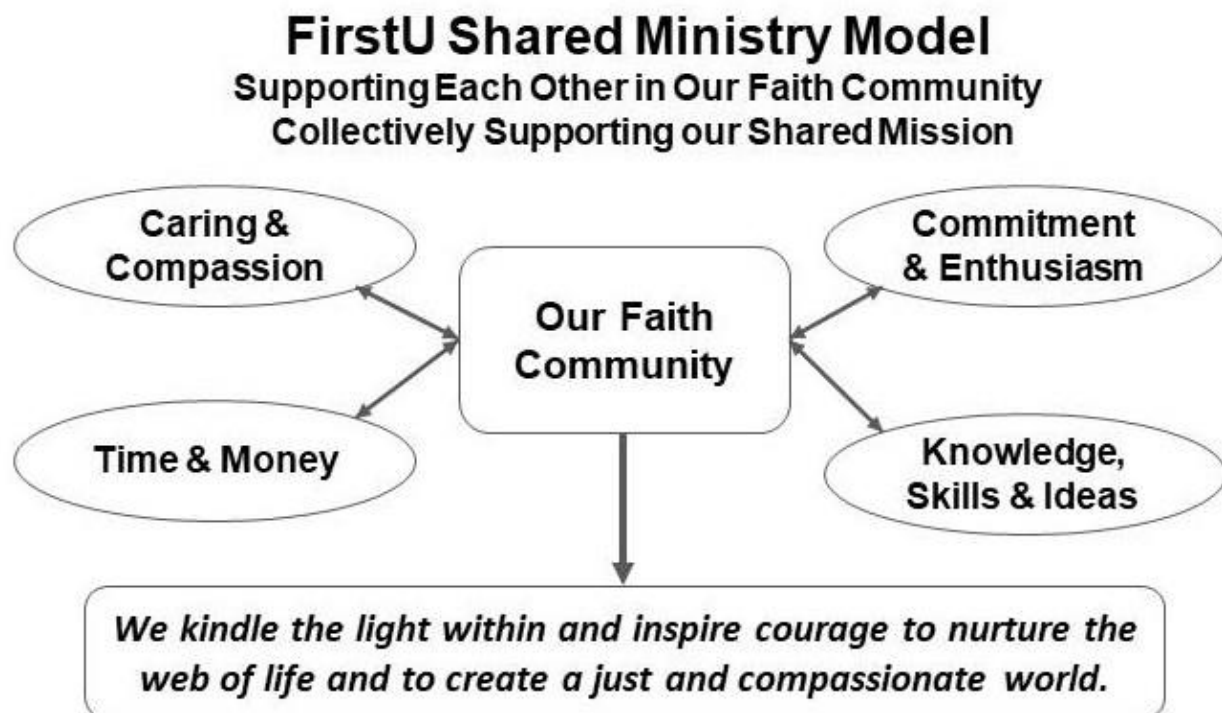 FirstU Shared Ministry Model
Supporting Each Other in Our Faith Community
Collectively Supporting our Shared Mission
Caring &
Compassion
Commitment
& Enthusiasm
Our Faith
Community
Time & Money
Knowledge,
Skills & Ideas
We kindle the light within and inspire courage to nurture the
web of life and to create a just and compassionate world.